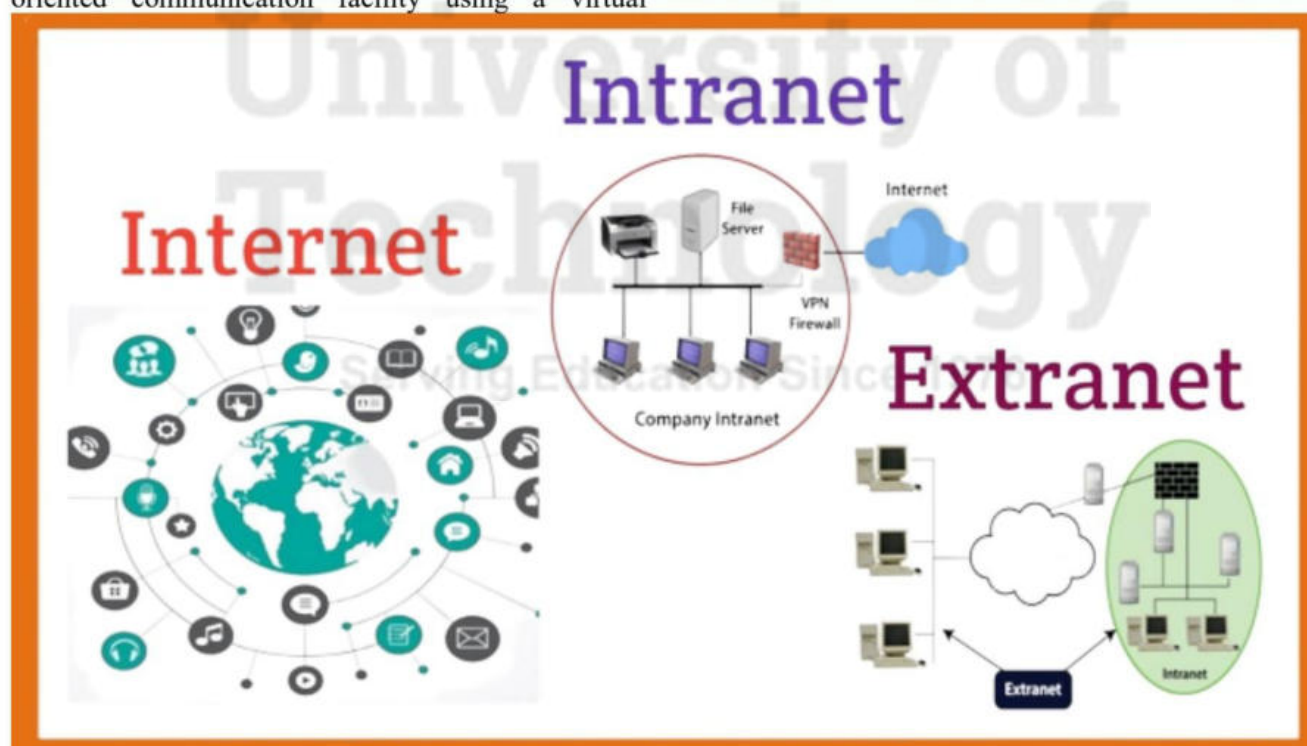 oriented communication facility using a virtual
University of
Technology
Serving Education Since 1976
Intranet
Internet
File
Server
Internet
VPN
Firewall
Company Intranet
Extranet
Intranet
Extranet